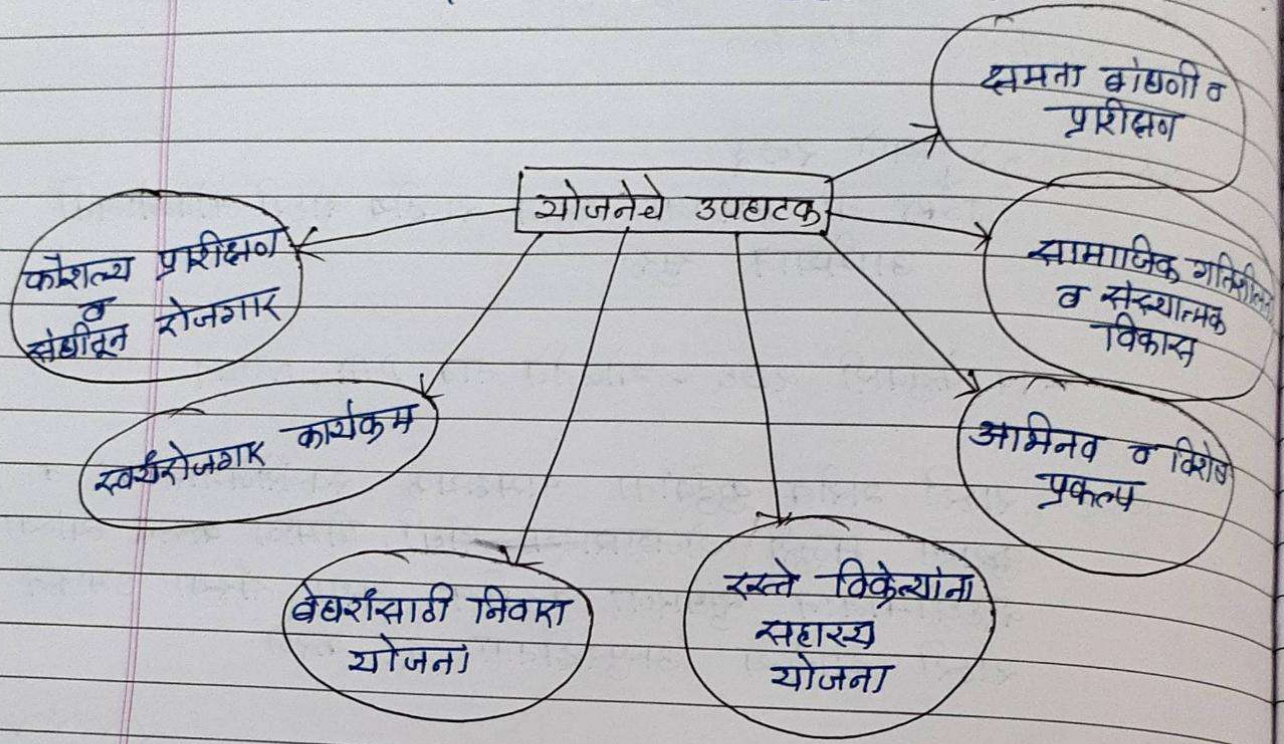 योजनेचे उपघटक
क्षमता बांधणी व
प्रशिक्षण
सामाजिक गतिशीलता
व संस्थात्मक
विकास
अभिनव व विशेष
प्रकल्प
रस्ते विक्रेत्यांना
सहाय्य
योजना
बेघरांसाठी निवारा
योजना
स्वयंरोजगार कार्यक्रम
कौशल्य प्रशिक्षण
व
संधीतून रोजगार